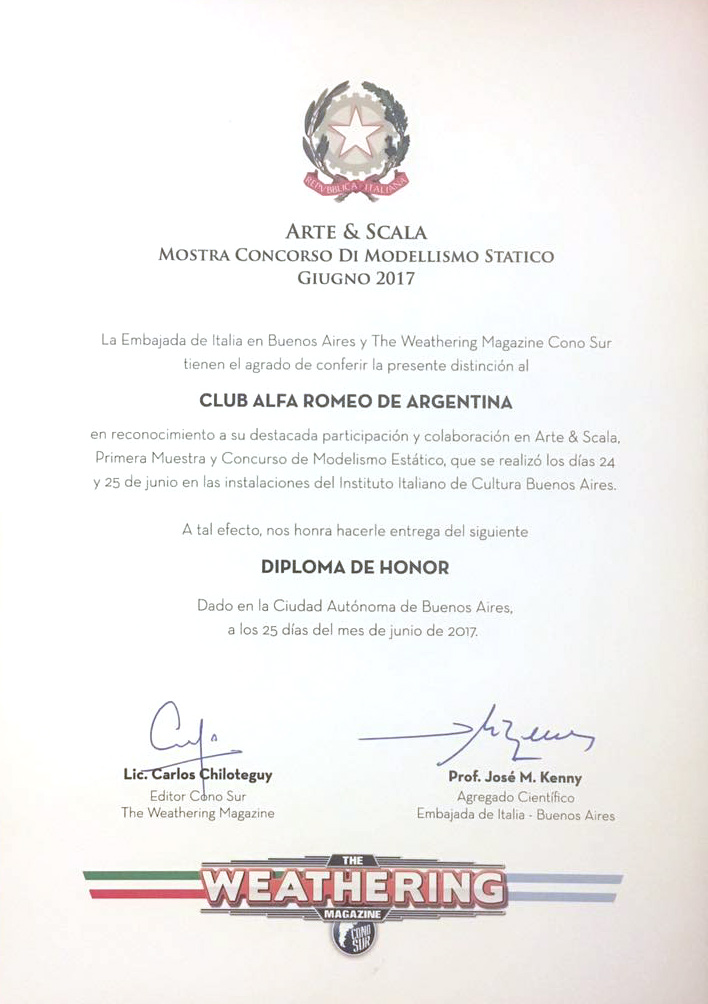 REPVBBLICA ITALIANA
ARTE & SCALA
MOSTRA CONCORSO DI MODELLISMO STATICO
GIUGNO 2017
La Embajada de Italia en Buenos Aires y The Weathering Magazine Cono Sur
tienen el agrado de conferir la presente distinción al
CLUB ALFA ROMEO DE ARGENTINA
en reconocimiento a su destacada participación y colaboración en Arte & Scala,
Primera Muestra y Concurso de Modelismo Estático, que se realizó los días 24
y 25 de junio en las instalaciones del Instituto Italiano de Cultura Buenos Aires.
A tal efecto, nos honra hacerle entrega del siguiente
DIPLOMA DE HONOR
Dado en la Ciudad Autónoma de Buenos Aires,
a los 25 días del mes de junio de 2017.
Lic. Carlos Chiloteguy
Editor Cono Sur
The Weathering Magazine
Prof. José M. Kenny
Agregado Científico
Embajada de Italia - Buenos Aires
THE
WEATHERING
MAGAZINE
CONO
SUR